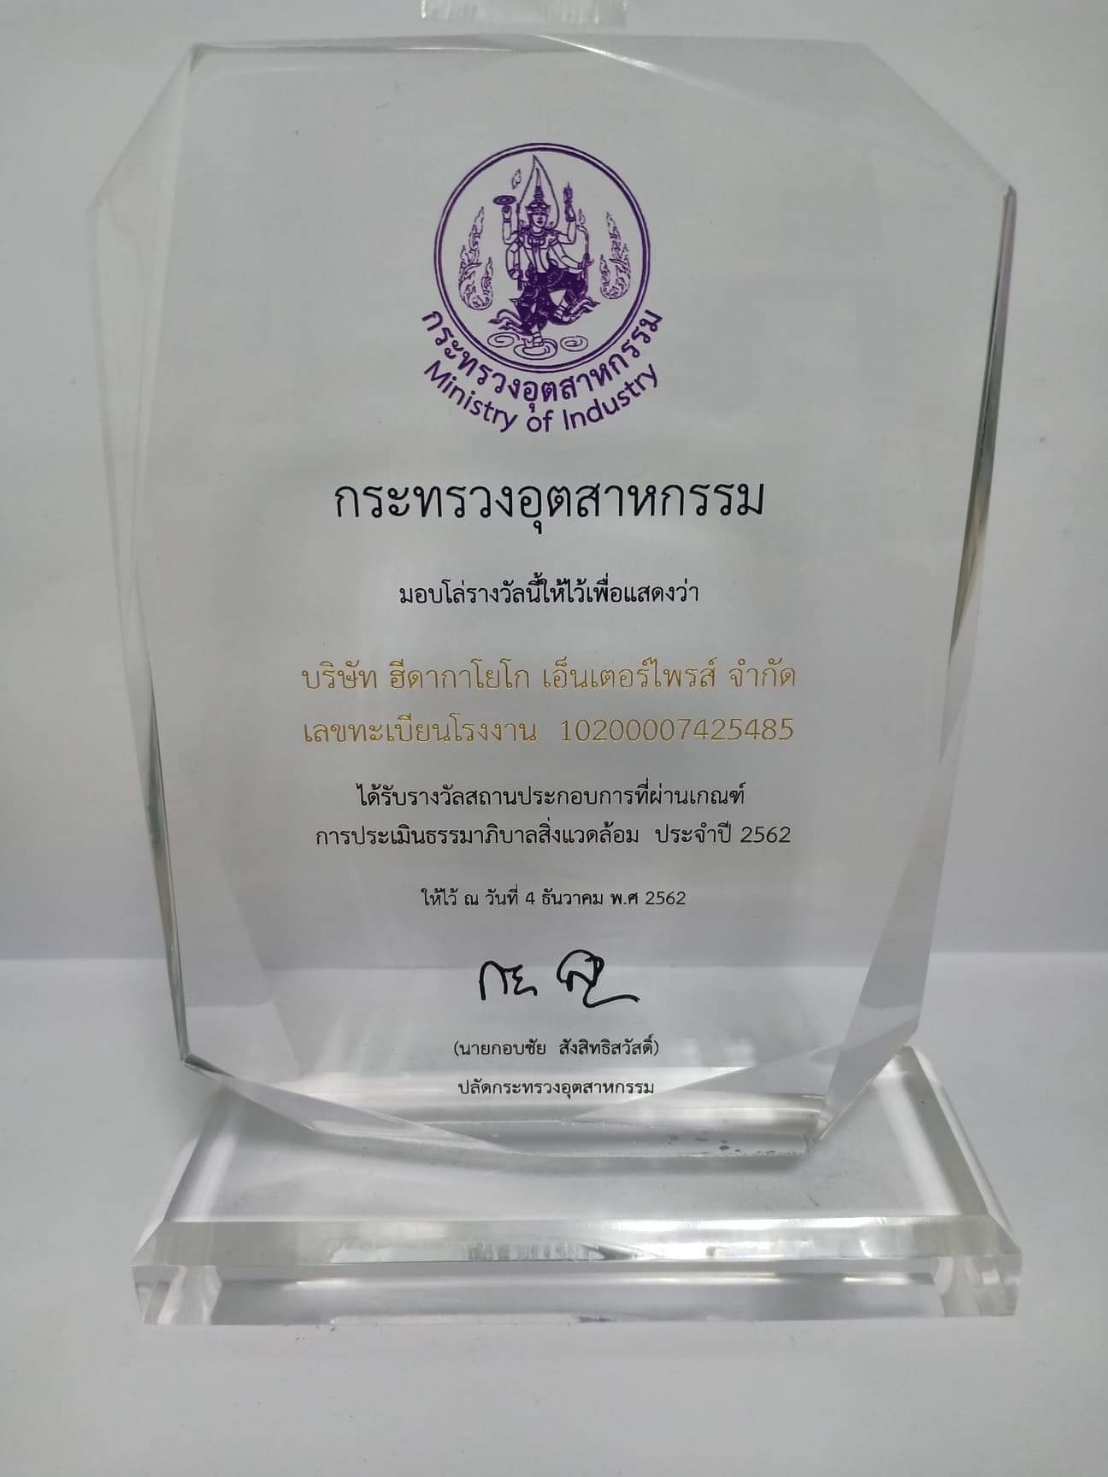 กระทรวงอุตสาหกรรม
Ministry of Industry
กระทรวงอุตสาหกรรม
มอบโล่รางวัลนี้ให้ไว้เพื่อแสดงว่า
บริษัท ฮีดากาโยโก เอ็นเตอร์ไพรส์ จำกัด
เลขทะเบียนโรงงาน 10200007425485
ได้รับรางวัลสถานประกอบการที่ผ่านเกณฑ์
การประเมินธรรมาภิบาลสิ่งแวดล้อม ประจำปี 2562
ให้ไว้ ณ วันที่ 4 ธันวาคม พ.ศ 2562
(นายกอบชัย สังสิทธิสวัสดิ์)
ปลัดกระทรวงอุตสาหกรรม